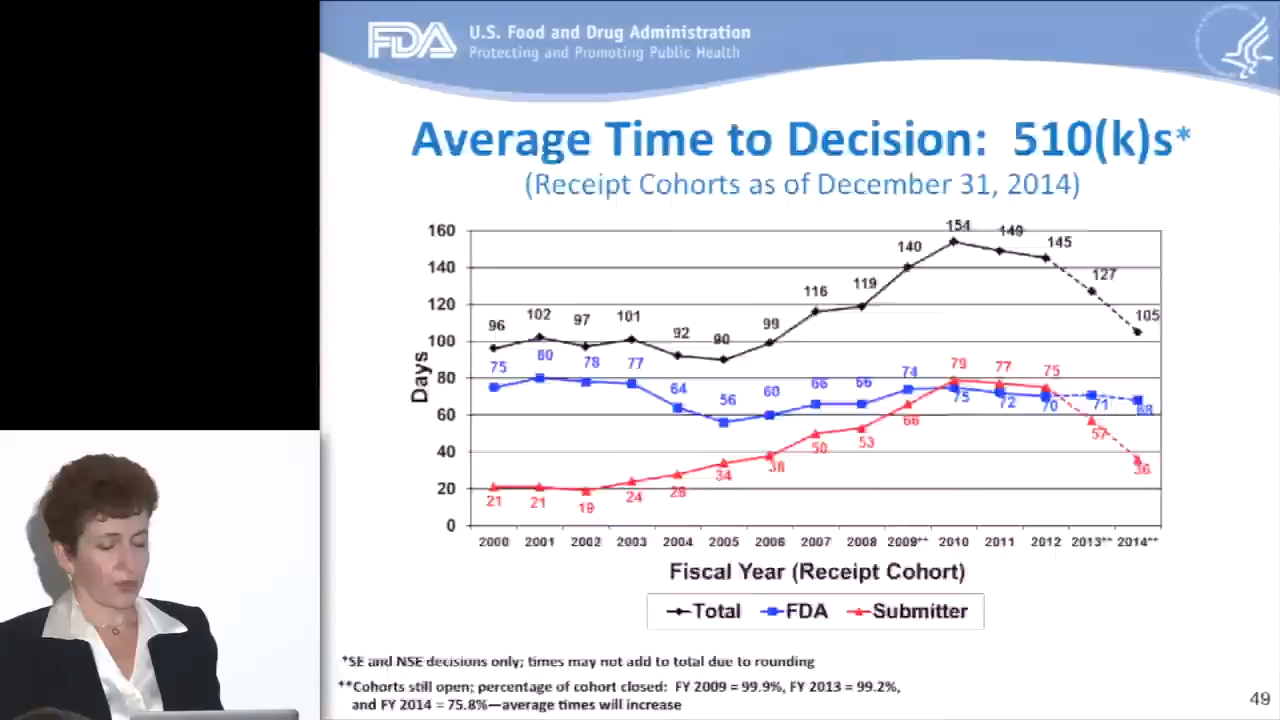 FDA
U.S. Food and Drug Administration
Protecting and Promoting Public Health
Average Time to Decision: 510(k)s*
(Receipt Cohorts as of December 31, 2014)
160
140
120
100
80
60
40
20
0
Days
96 102 97 101 92 90 99 116 119 140 154 149 145 127 105
75 80 78 77 64 56 60 66 66 74 75 72 70 71 68
21 21 19 24 28 34 38 50 53 66 79 77 75 57 36
2000 2001 2002 2003 2004 2005 2006 2007 2008 2009** 2010 2011 2012 2013** 2014**
Fiscal Year (Receipt Cohort)
Total FDA Submitter
*SE and NSE decisions only; times may not add to total due to rounding
**Cohorts still open; percentage of cohort closed: FY 2009 = 99.9%, FY 2013 = 99.2%,
and FY 2014 = 75.8%—average times will increase
49